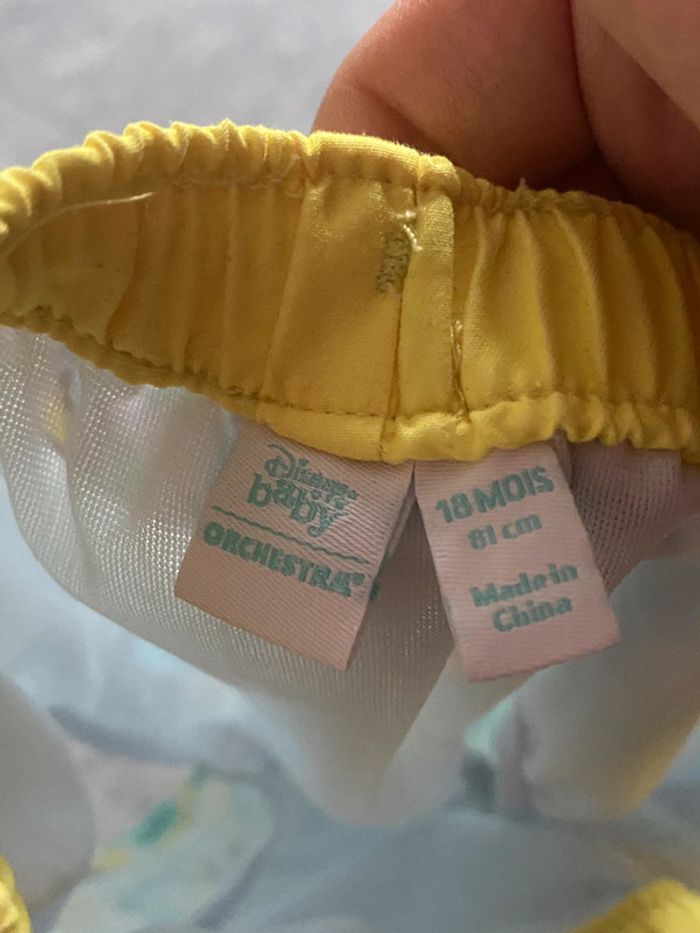 Disney
baby
ORCHESTRA®
18 MOIS
81 cm
Made in
China